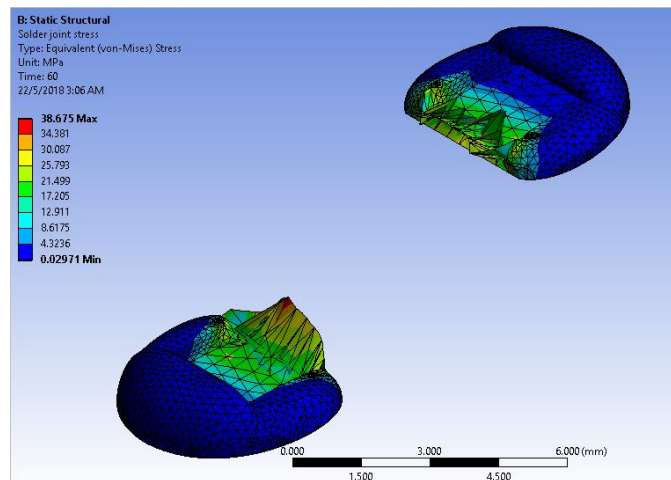 B: Static Structural
Solder joint stress
Type: Equivalent (von-Mises) Stress
Unit: MPa
Time: 60
22/5/2018 3:06 AM
38.675 Max
34.381
30.087
25.793
21.499
17.205
12.911
8.6175
4.3236
0.02971 Min
0.000 3.000 6.000 (mm)
1.500 4.500